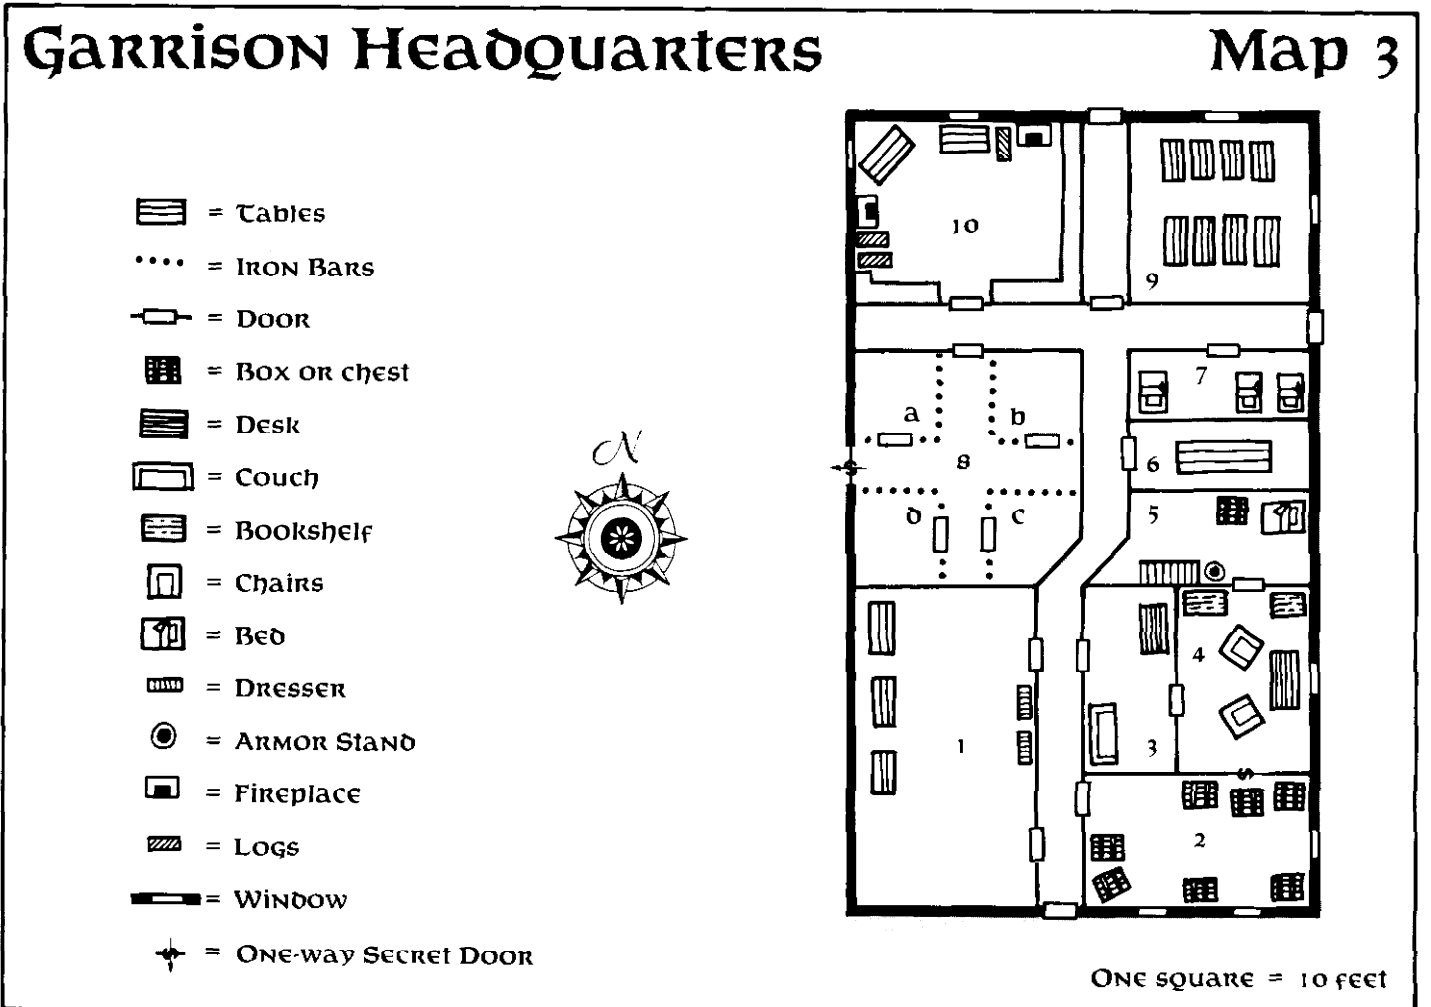 Garrison Headquarters
Map 3
= Tables
= Iron Bars
= Door
= Box or chest
= Desk
= Couch
= Bookshelf
= Chairs
= Bed
= Dresser
= Armor Stand
= Fireplace
= Logs
= Window
= One-way Secret Door
N
10
9
7
a
b
8
6
d
c
5
4
1
3
2
S
S
One square = 10 feet